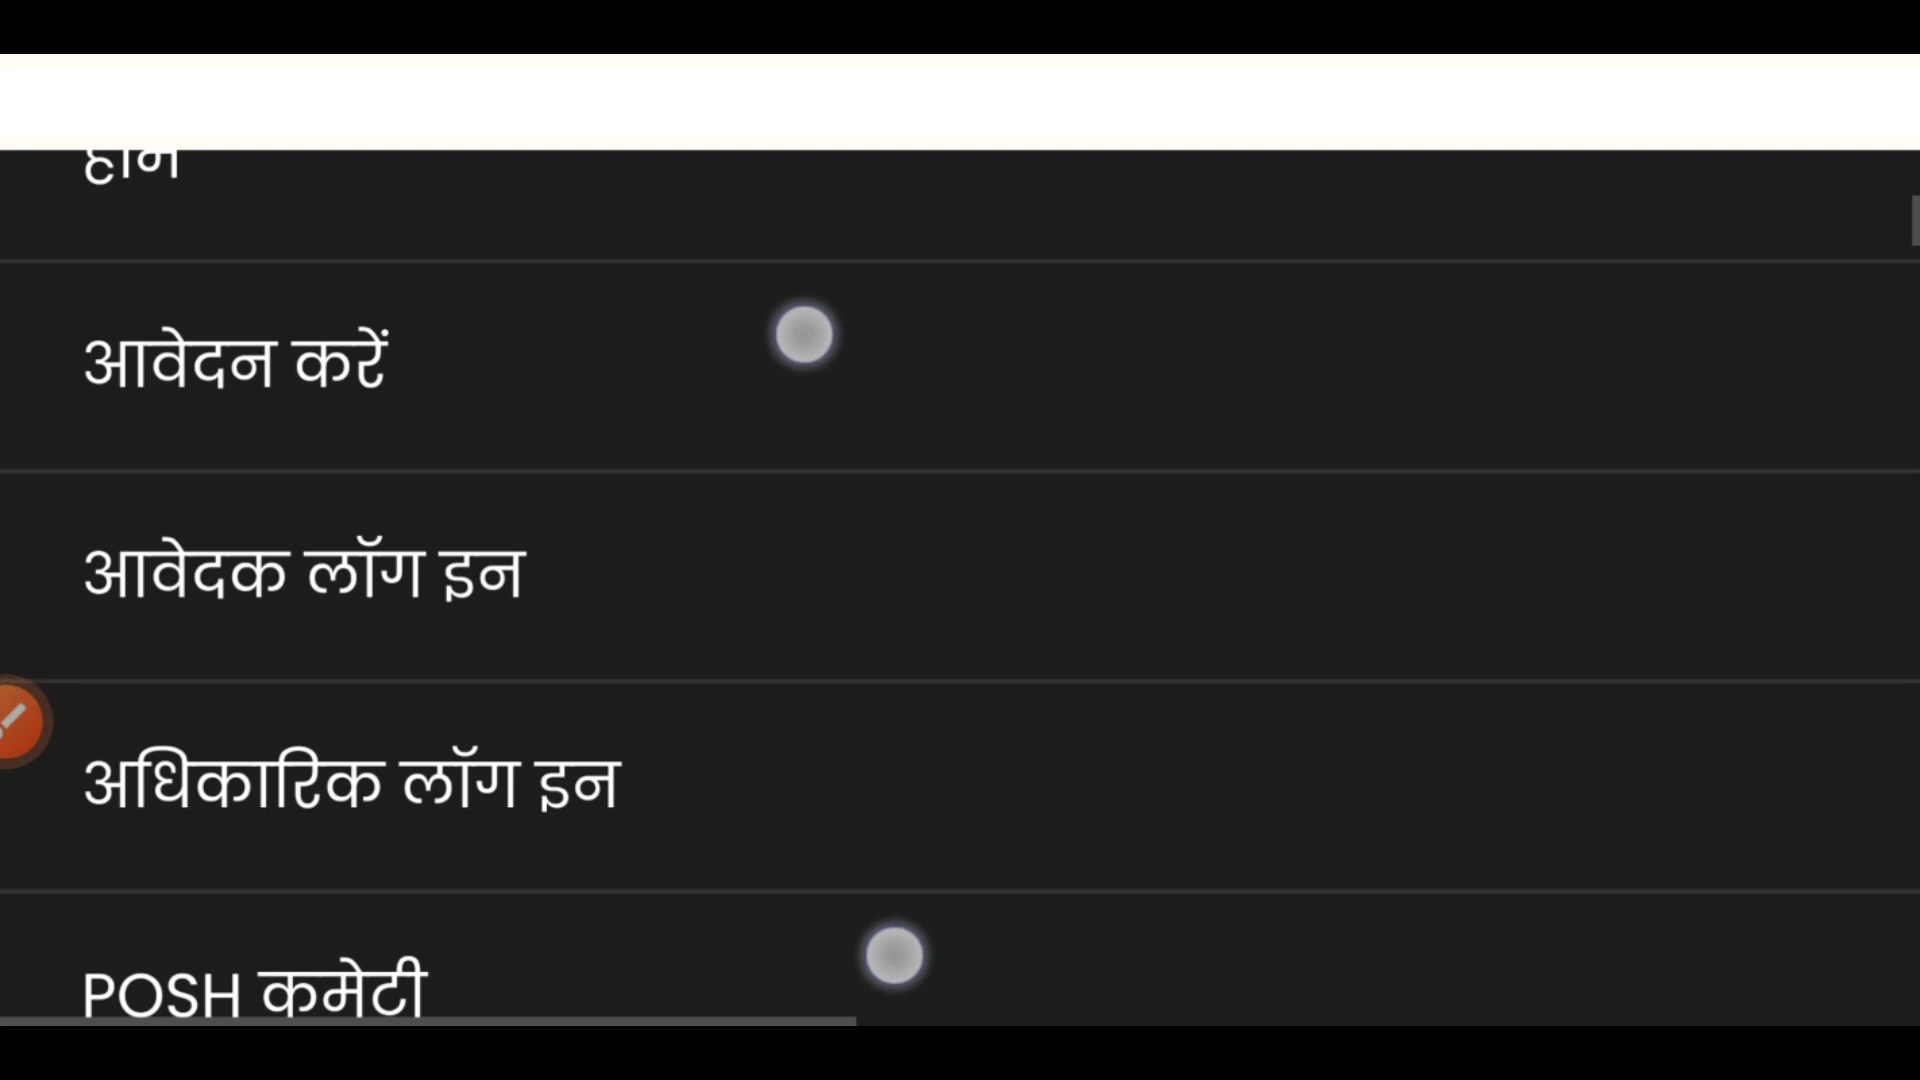 होम
आवेदन करें
आवेदक लॉग इन
अधिकारिक लॉग इन
POSH कमेटी